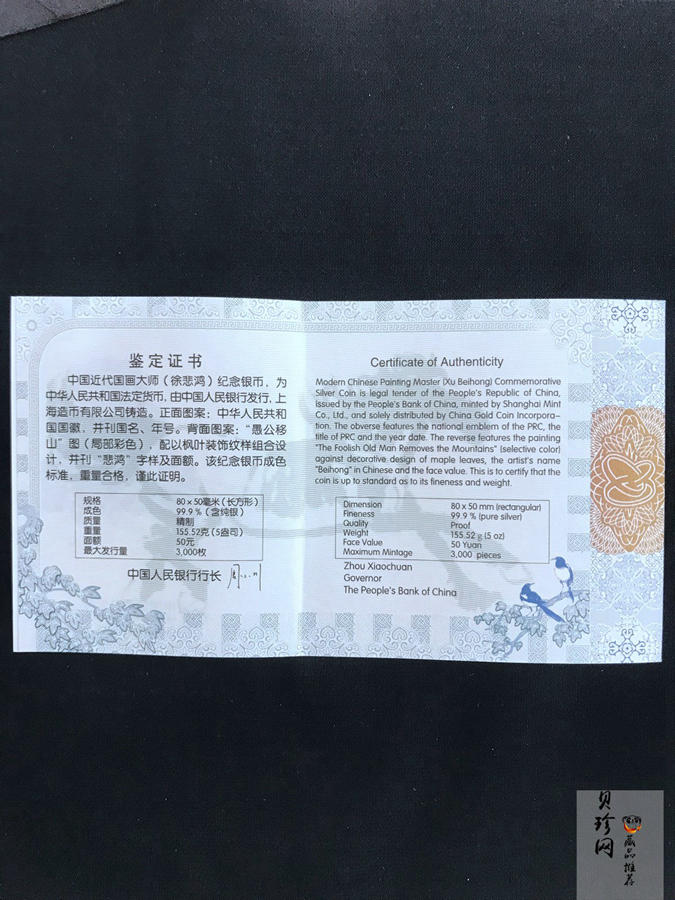 鉴定证书
中国近代国画大师（徐悲鸿）纪念银币，为
中华人民共和国法定货币，由中国人民银行发行，上
海造币有限公司铸造。正面图案：中华人民共和
国国徽，并刊国名、年号。背面图案：“愚公移
山”图（局部彩色），配以枫叶装饰纹样组合设
计，并刊“悲鸿”字样及面额。该纪念银币成色
标准，重量合格，谨此证明。
规格 80×50毫米（长方形）
成色 99.9%（含纯银）
质量 精制
重量 155.52克（5盎司）
面额 50元
最大发行量 3,000枚
中国人民银行行长
Certificate of Authenticity
Modern Chinese Painting Master (Xu Beihong) Commemorative
Silver Coin is legal tender of the People's Republic of China,
issued by the People's Bank of China, minted by Shanghai Mint
Co., Ltd., and solely distributed by China Gold Coin Incorpora-
tion. The obverse features the national emblem of the PRC, the
title of PRC and the year date. The reverse features the painting
"The Foolish Old Man Removes the Mountains" (selective color)
against decorative design of maple leaves, the artist's name
"Beihong" in Chinese and the face value. This is to certify that the
coin is up to standard as to its fineness and weight.
Dimension 80 x 50 mm (rectangular)
Fineness 99.9 % (pure silver)
Quality Proof
Weight 155.52 g (5 oz)
Face Value 50 Yuan
Maximum Mintage 3,000 pieces
Zhou Xiaochuan
Governor
The People's Bank of China
贝珍网
藏品推荐